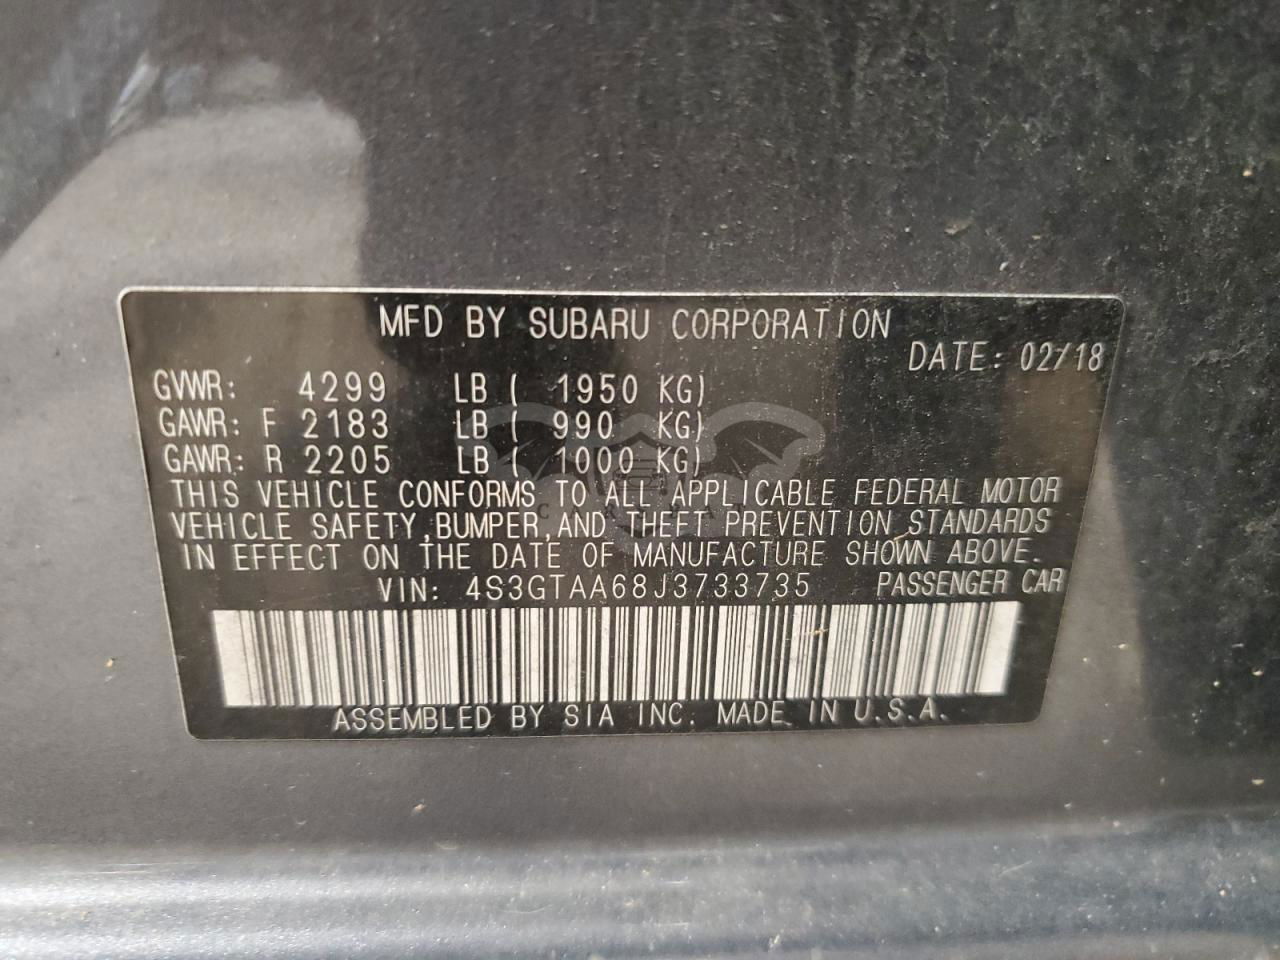 MFD BY SUBARU CORPORATION
DATE: 02/18
GVWR: 4299 LB ( 1950 KG)
GAWR: F 2183 LB ( 990 KG)
GAWR: R 2205 LB ( 1000 KG)
THIS VEHICLE CONFORMS TO ALL APPLICABLE FEDERAL MOTOR
VEHICLE SAFETY, BUMPER, AND THEFT PREVENTION STANDARDS
IN EFFECT ON THE DATE OF MANUFACTURE SHOWN ABOVE.
VIN: 4S3GTAA68J3733735 PASSENGER CAR
ASSEMBLED BY SIA INC. MADE IN U.S.A.